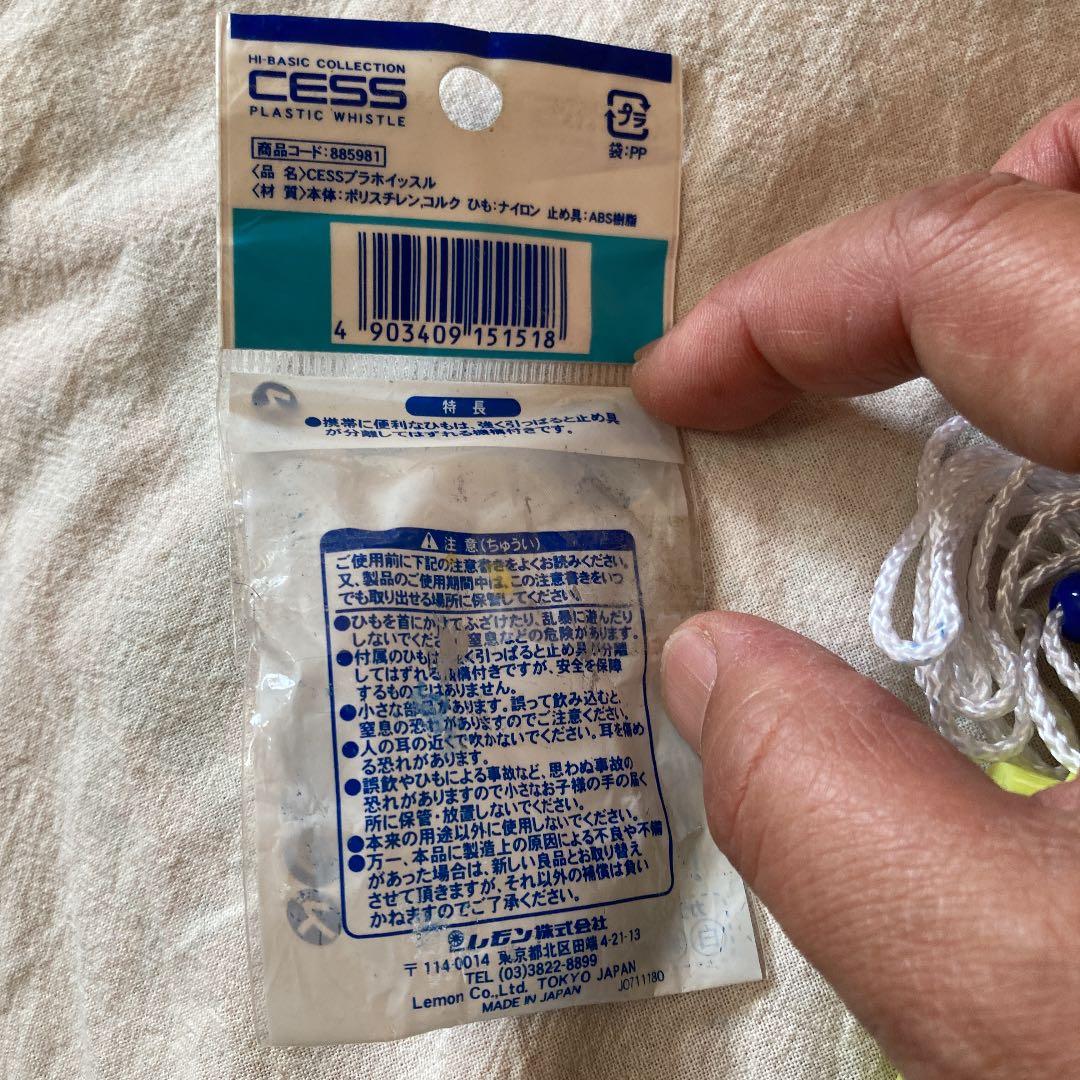 HI-BASIC COLLECTION
CESS
PLASTIC WHISTLE
プラ
袋:PP
商品コード:885981
〈品 名〉CESSプラホイッスル
〈材 質〉本体:ポリスチレン,コルク ひも:ナイロン 止め具:ABS樹脂
4 903409 151518
特 長
●携帯に便利なひもは、強く引っぱると止め具
が分離してはずれる機構付きです。
注 意(ちゅうい)
ご使用前に下記の注意書きをよくお読みください。
又、製品のご使用期間中は、この注意書きをいつ
でも取り出せる場所に保管してください。
●ひもを首にかけてふざけたり、乱暴に遊んだり
しないでくだ 窒息などの危険があります。
●付属のひもは く引っぱると止め具が分離
してはずれる 構付きですが、安全を保障
するものではありません。
●小さな部品があります。誤って飲み込むと、
窒息の恐れがありますのでご注意ください。
●人の耳の近くで吹かないでください。耳を傷め
る恐れがあります。
●誤飲やひもによる事故など、思わぬ事故の
恐れがありますので小さなお子様の手の届く
所に保管・放置しないでください。
●本来の用途以外に使用しないでください。
●万一、本品に製造上の原因による不良や不備
があった場合は、新しい良品とお取り替え
させて頂きますが、それ以外の補償は負い
かねますのでご了承ください。
レモン株式会社
〒114-0014 東京都北区田端4-21-13
TEL (03)3822-8899
Lemon Co.,Ltd. TOKYO JAPAN
MADE IN JAPAN
J0711180